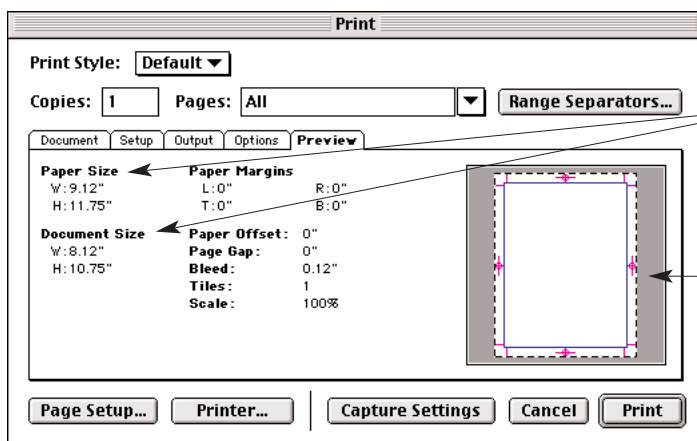 Print
Print Style: Default
Copies: 1 Pages: All Range Separators...
Document Setup Output Options Preview
Paper Size Paper Margins
W:9.12" L:0" R:0"
H:11.75" T:0" B:0"
Document Size Paper Offset: 0"
W:8.12" Page Gap: 0"
H:10.75" Bleed: 0.12"
Tiles: 1
Scale: 100%
Page Setup... Printer... Capture Settings Cancel Print